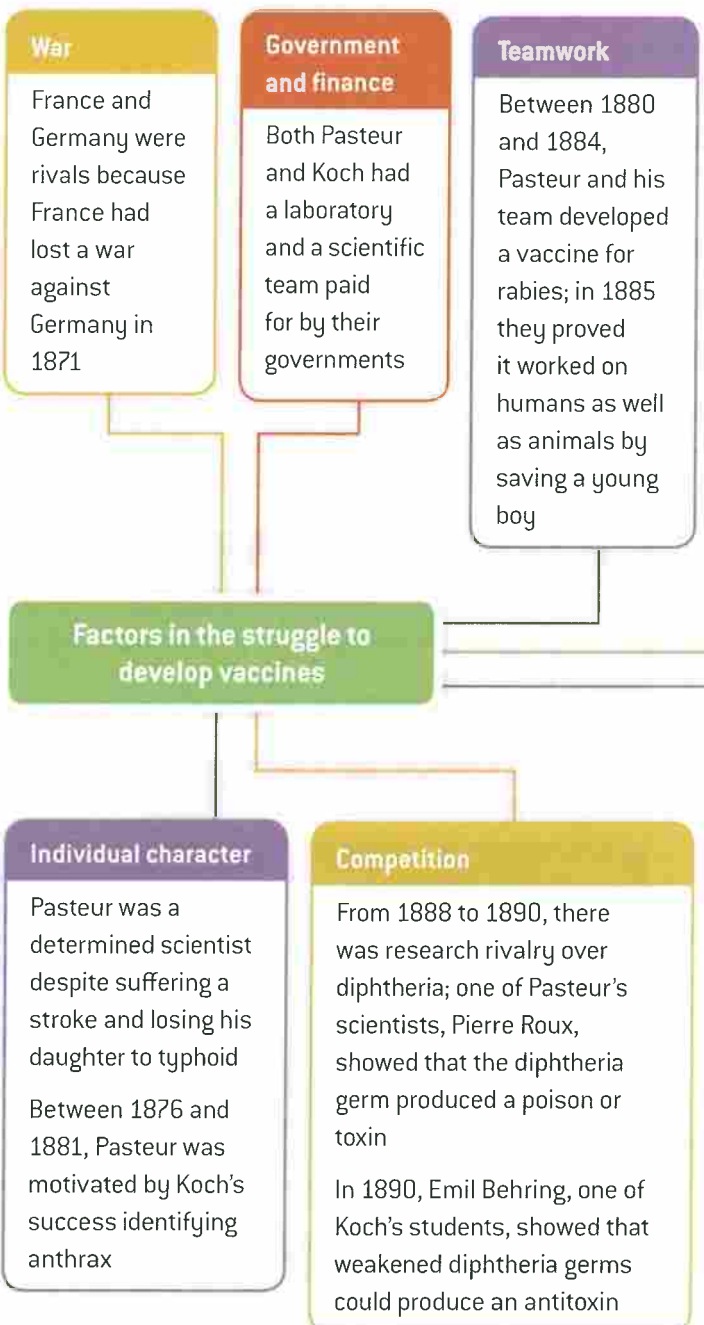 War
France and
Germany were
rivals because
France had
lost a war
against
Germany in
1871
Government
and finance
Both Pasteur
and Koch had
a laboratory
and a scientific
team paid
for by their
governments
Teamwork
Between 1880
and 1884,
Pasteur and his
team developed
a vaccine for
rabies; in 1885
they proved
it worked on
humans as well
as animals by
saving a young
boy
Factors in the struggle to
develop vaccines
Individual character
Pasteur was a
determined scientist
despite suffering a
stroke and losing his
daughter to typhoid
Between 1876 and
1881, Pasteur was
motivated by Koch's
success identifying
anthrax
Competition
From 1888 to 1890, there
was research rivalry over
diphtheria; one of Pasteur's
scientists, Pierre Roux,
showed that the diphtheria
germ produced a poison or
toxin
In 1890, Emil Behring, one of
Koch's students, showed that
weakened diphtheria germs
could produce an antitoxin